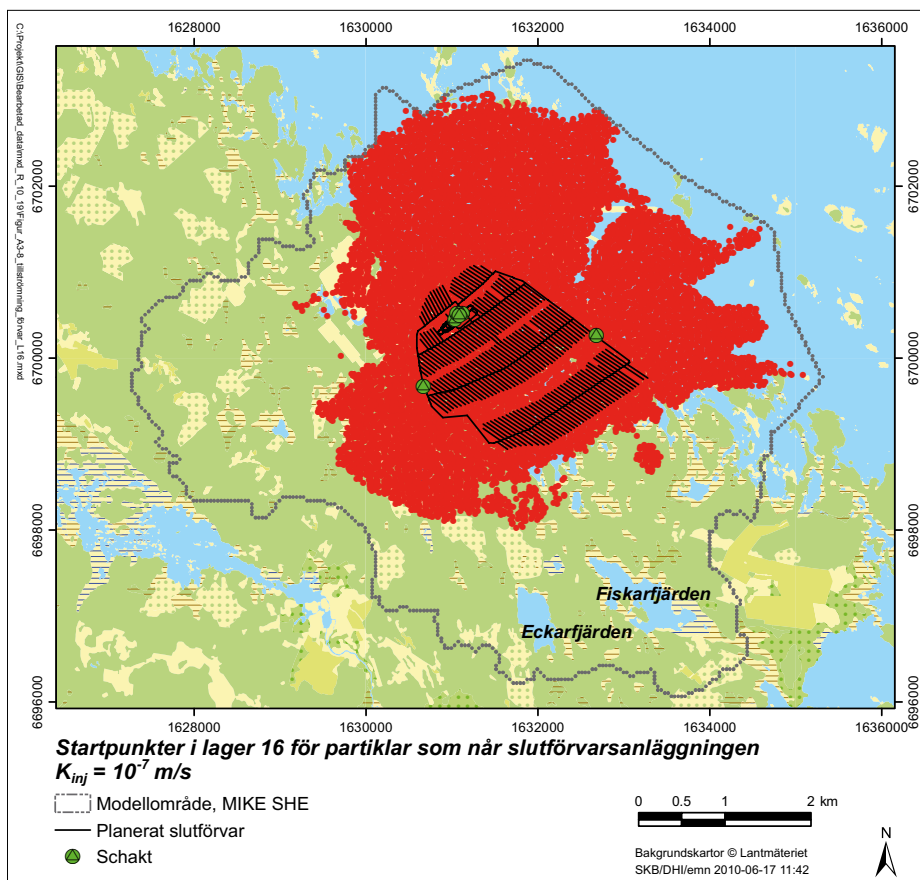 1628000 1630000 1632000 1634000 1636000
C:\Projekt\GIS\Bearbetad_data\mxd_R_10_19\Figur_A3-8_tillströmning_förvar_L16.mxd
6702000
6700000
6698000
6696000
6702000
6700000
6698000
6696000
Fiskarfjärden
Eckarfjärden
1628000 1630000 1632000 1634000 1636000
Startpunkter i lager 16 för partiklar som når slutförvarsanläggningen
K_inj = 10^-7 m/s
Modellområde, MIKE SHE
Planerat slutförvar
Schakt
0 0.5 1 2 km
Bakgrundskartor © Lantmäteriet
SKB/DHI/emn 2010-06-17 11:42
N